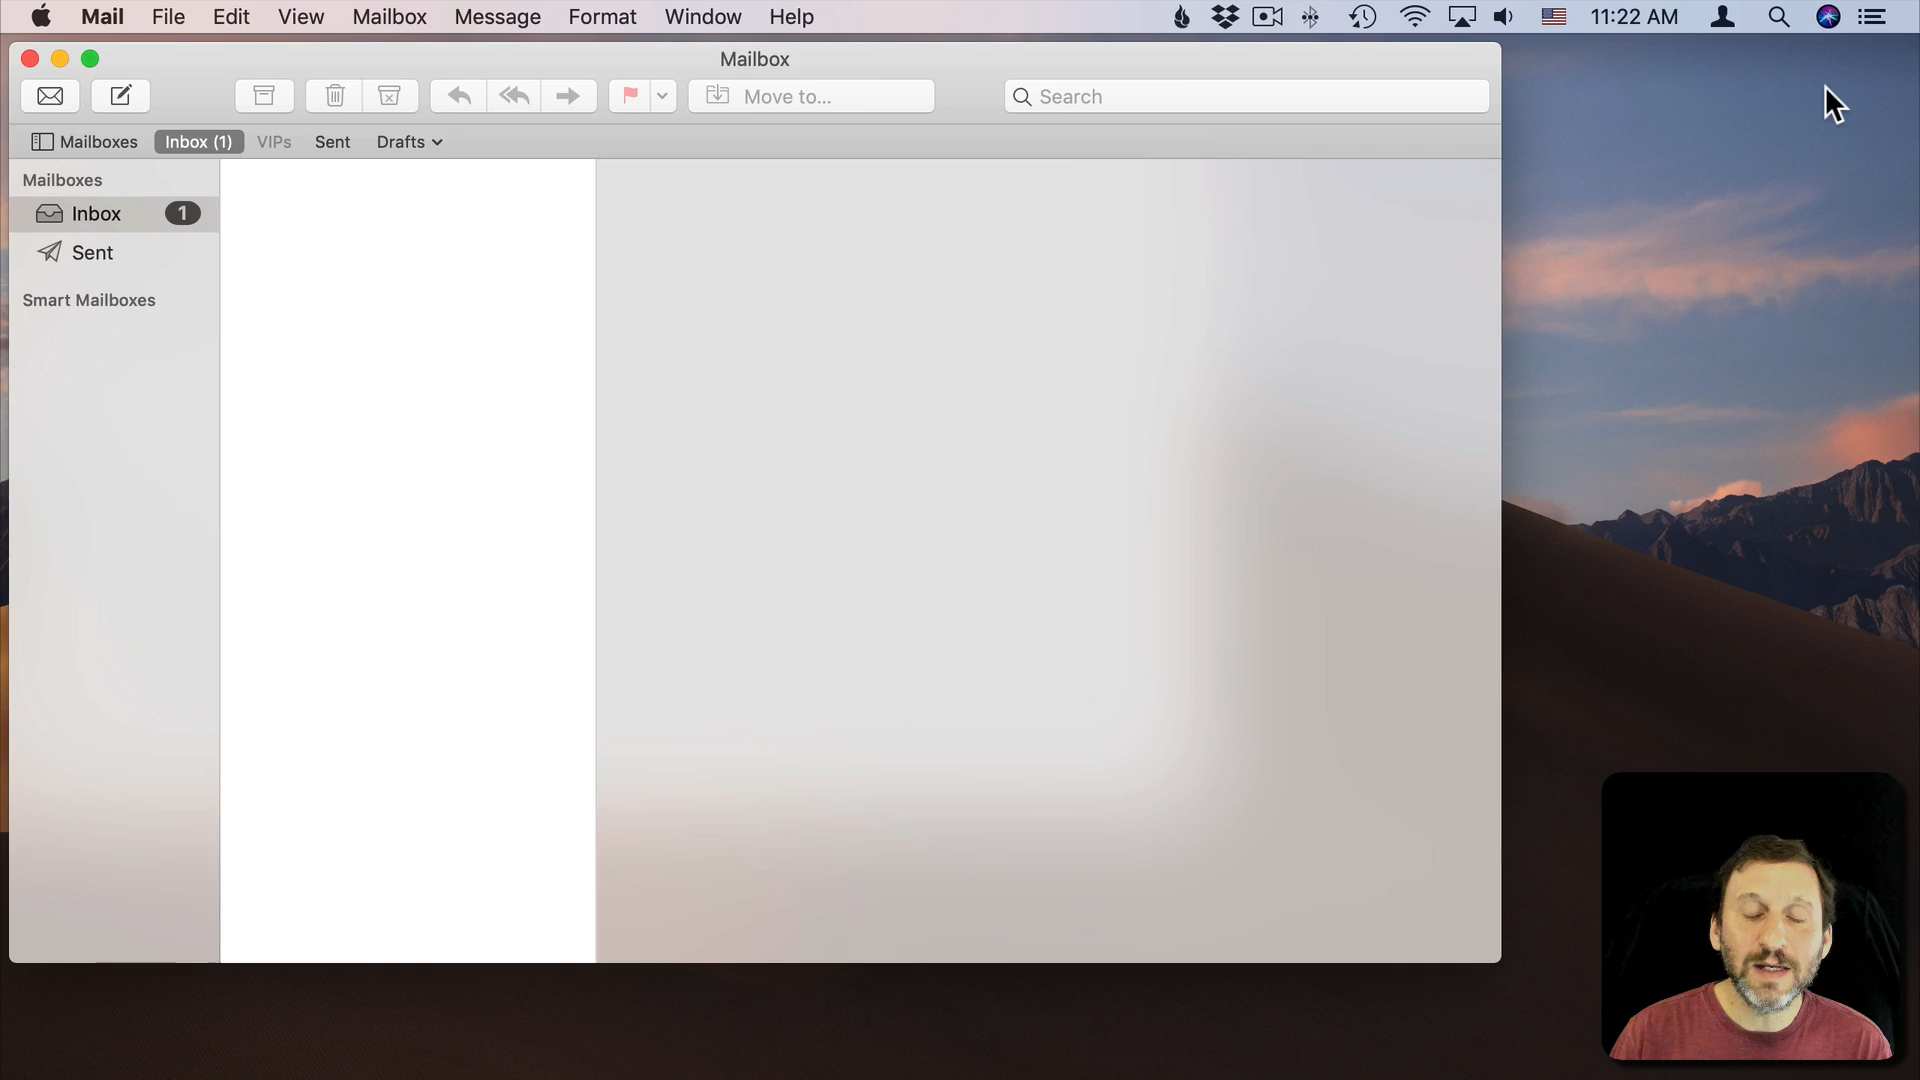 Mail File Edit View Mailbox Message Format Window Help 11:22 AM
Mailbox
Move to... Search
Mailboxes Inbox (1) VIPs Sent Drafts
Mailboxes
Inbox 1
Sent
Smart Mailboxes